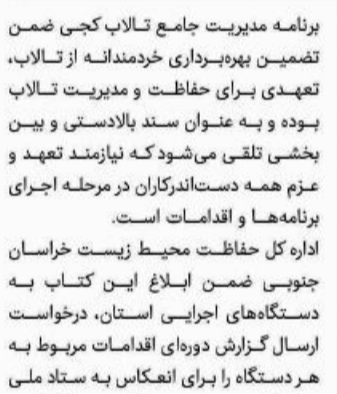 برنامه مدیریت جامع تالاب کجی ضمن
تضمین بهره‌برداری خردمندانه از تالاب،
تعهدی برای حفاظت و مدیریت تالاب
بوده و به عنوان سند بالادستی و بین
بخشی تلقی می‌شود که نیازمند تعهد و
عزم همه دست‌اندرکاران در مرحله اجرای
برنامه‌ها و اقدامات است.
اداره کل حفاظت محیط زیست خراسان
جنوبی ضمن ابلاغ این کتاب به
دستگاه‌های اجرایی استان، درخواست
ارسال گزارش دوره‌ای اقدامات مربوط به
هر دستگاه را برای انعکاس به ستاد ملی